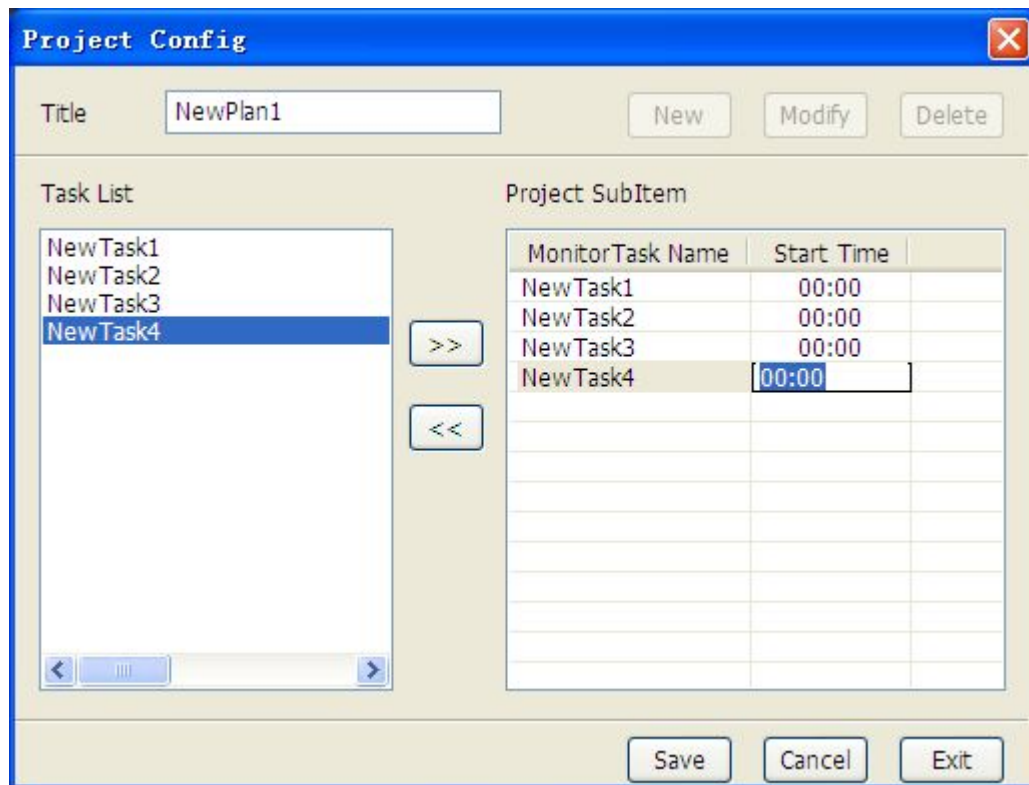 Project Config
Title NewPlan1 New Modify Delete
Task List
NewTask1
NewTask2
NewTask3
NewTask4
>>
<<
Project SubItem
MonitorTask Name Start Time
NewTask1 00:00
NewTask2 00:00
NewTask3 00:00
NewTask4 00:00
Save Cancel Exit